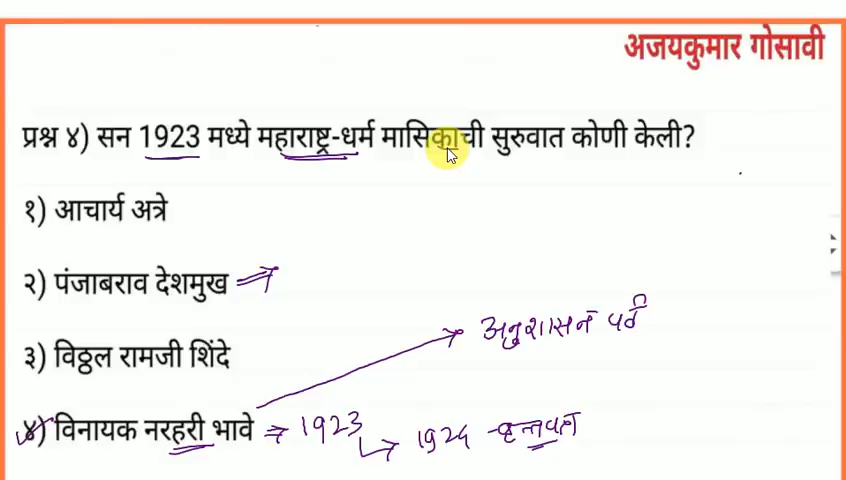 अजयकुमार गोसावी
प्रश्न ४) सन 1923 मध्ये महाराष्ट्र-धर्म मासिकाची सुरुवात कोणी केली?
१) आचार्य अत्रे
२) पंजाबराव देशमुख
३) विठ्ठल रामजी शिंदे
अनुशासन पर्व
४) विनायक नरहरी भावे ⇒ 1923
1924